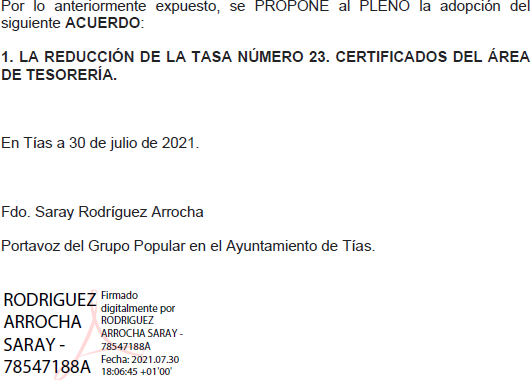 Por lo anteriormente expuesto, se PROPONE al PLENO la adopción del
siguiente ACUERDO:
1. LA REDUCCIÓN DE LA TASA NÚMERO 23. CERTIFICADOS DEL ÁREA
DE TESORERÍA.
En Tías a 30 de julio de 2021.
Fdo. Saray Rodríguez Arrocha
Portavoz del Grupo Popular en el Ayuntamiento de Tías.
RODRIGUEZ
ARROCHA
SARAY -
78547188A
Firmado
digitalmente por
RODRIGUEZ
ARROCHA SARAY -
78547188A
Fecha: 2021.07.30
18:06:45 +01'00'